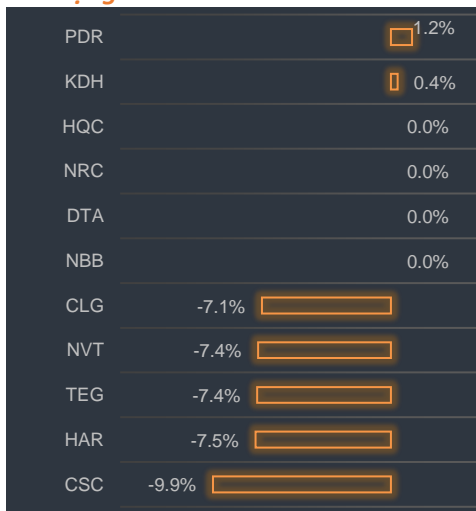 PDR 1.2%
KDH 0.4%
HQC 0.0%
NRC 0.0%
DTA 0.0%
NBB 0.0%
CLG -7.1%
NVT -7.4%
TEG -7.4%
HAR -7.5%
CSC -9.9%